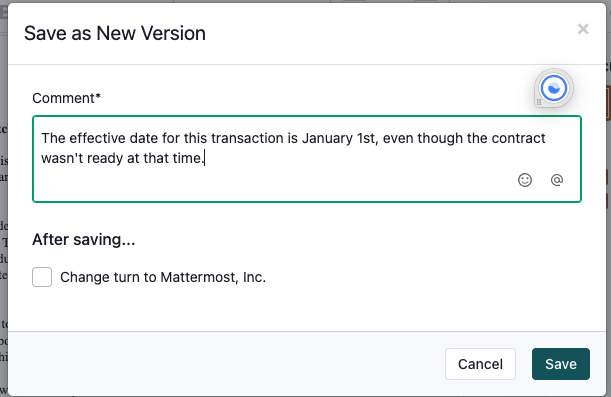 Save as New Version
×
Comment*
The effective date for this transaction is January 1st, even though the contract
wasn't ready at that time.
@
After saving...
Change turn to Mattermost, Inc.
Cancel
Save